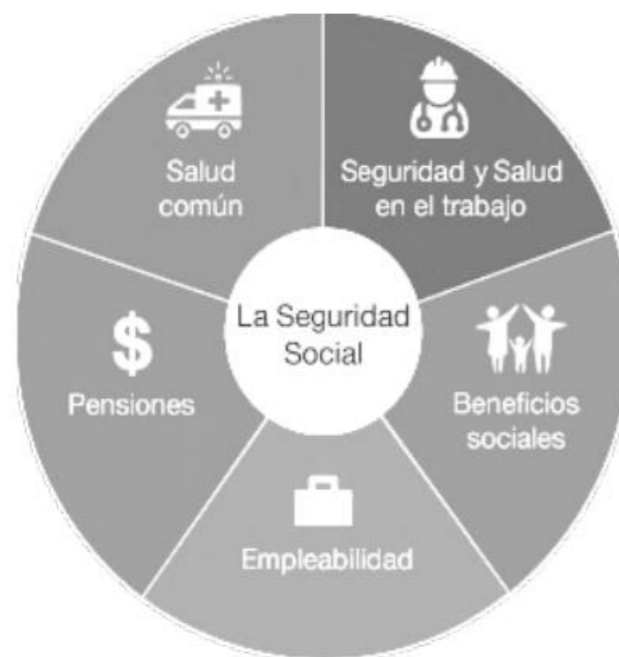 Salud
común
Seguridad y Salud
en el trabajo
La Seguridad
Social
Pensiones
Beneficios
sociales
Empleabilidad